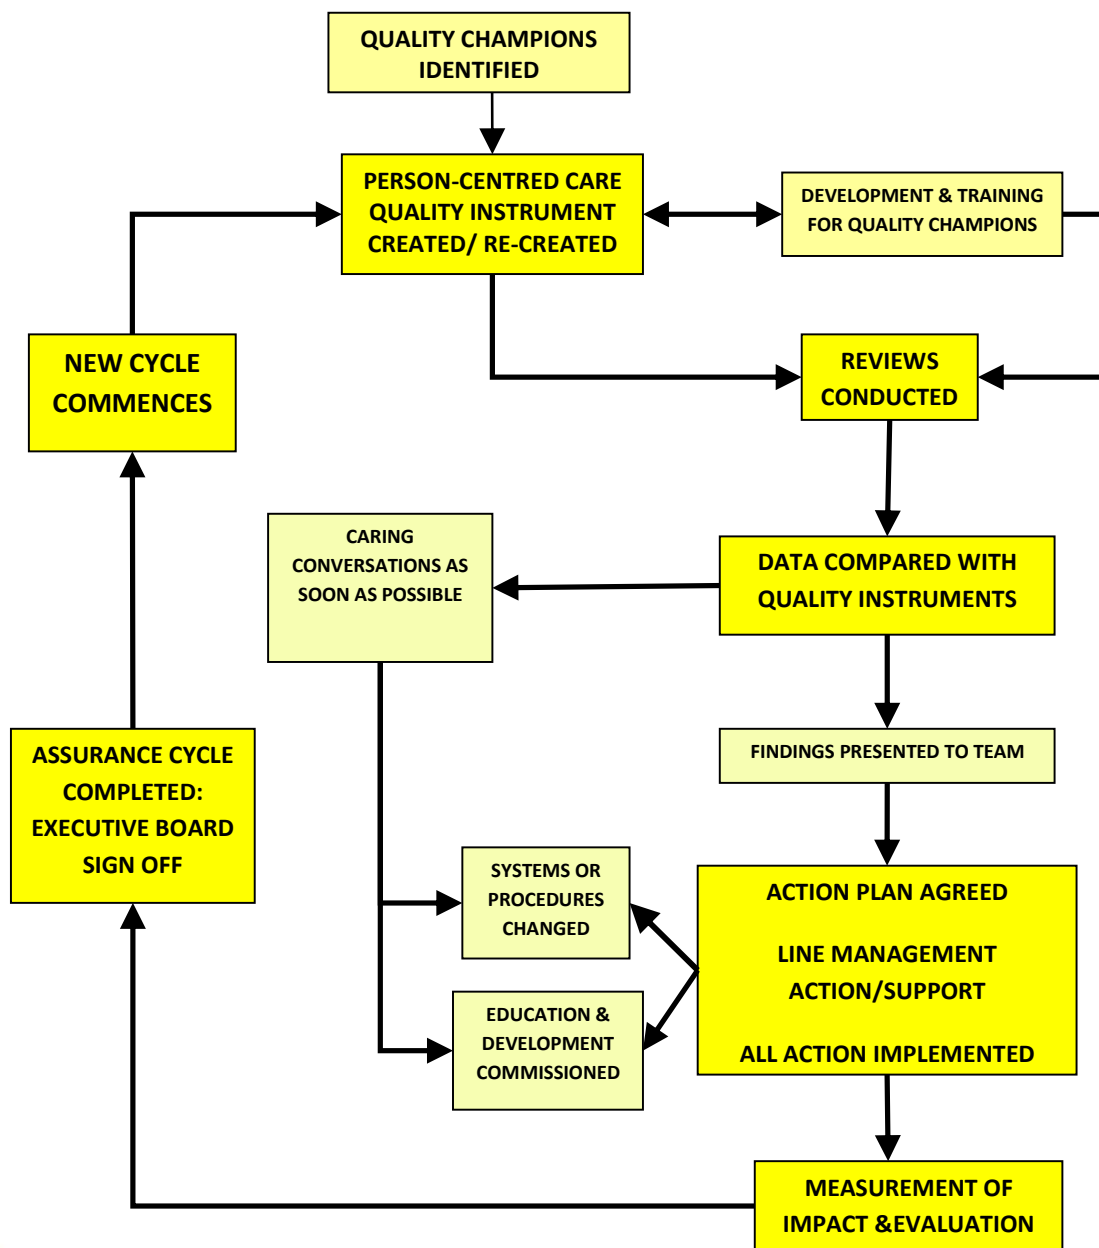 QUALITY CHAMPIONS
IDENTIFIED
PERSON-CENTRED CARE
QUALITY INSTRUMENT
CREATED/ RE-CREATED
DEVELOPMENT & TRAINING
FOR QUALITY CHAMPIONS
NEW CYCLE
COMMENCES
REVIEWS
CONDUCTED
CARING
CONVERSATIONS AS
SOON AS POSSIBLE
DATA COMPARED WITH
QUALITY INSTRUMENTS
ASSURANCE CYCLE
COMPLETED:
EXECUTIVE BOARD
SIGN OFF
FINDINGS PRESENTED TO TEAM
SYSTEMS OR
PROCEDURES
CHANGED
ACTION PLAN AGREED
LINE MANAGEMENT
ACTION/SUPPORT
ALL ACTION IMPLEMENTED
EDUCATION &
DEVELOPMENT
COMMISSIONED
MEASUREMENT OF
IMPACT &EVALUATION